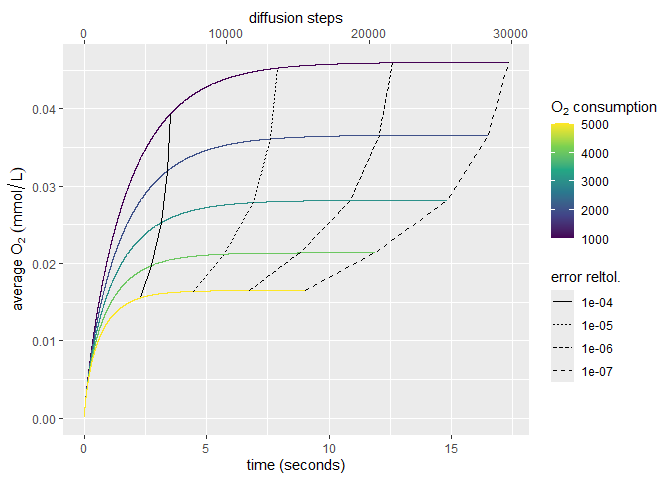 diffusion steps
0 10000 20000 30000
average O₂ (mmol/L)
0.04
0.03
0.02
0.01
0.00
0 5 10 15
time (seconds)
O₂ consumption
5000
4000
3000
2000
1000
error reltol.
1e-04
1e-05
1e-06
1e-07